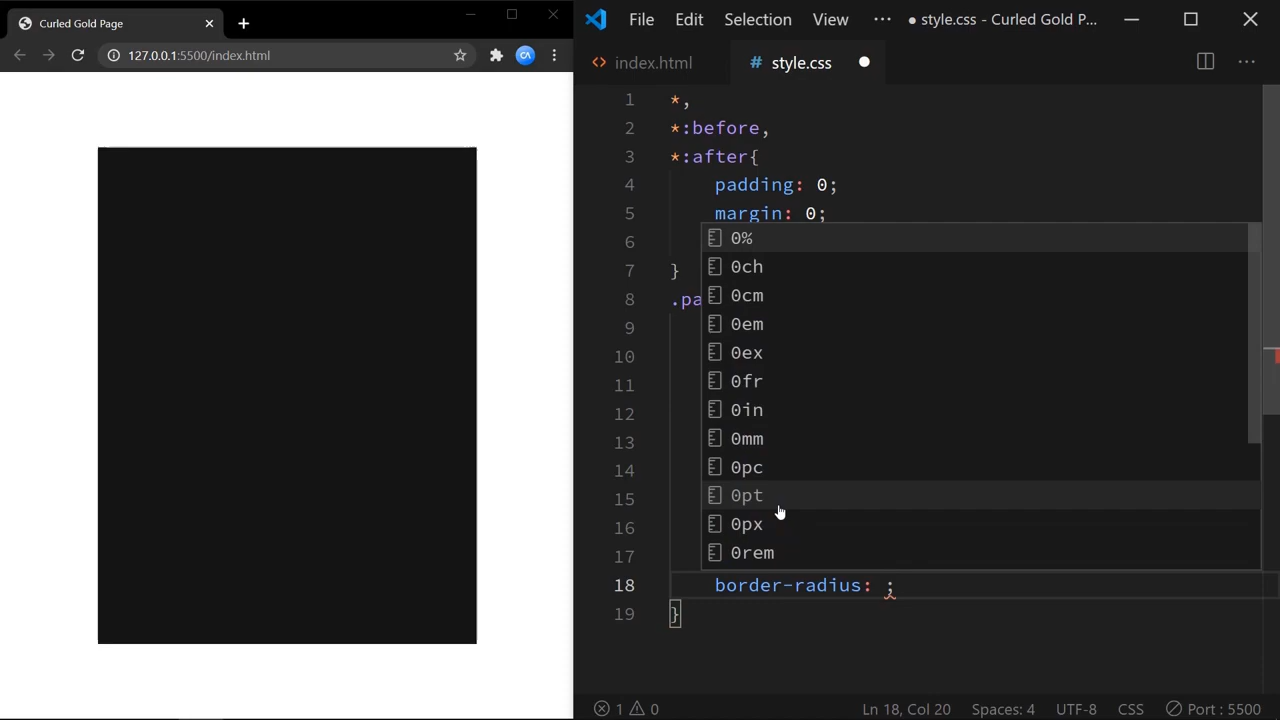 Curled Gold Page
127.0.0.1:5500/index.html
CA
File Edit Selection View ··· ● style.css - Curled Gold P...
<> index.html
# style.css ●
1 *,
2 *:before,
3 *:after{
4 padding: 0;
5 margin: 0;
6
7 }
8 .pa
9
10
11
12
13
14
15
16
17
0%
0ch
0cm
0em
0ex
0fr
0in
0mm
0pc
0pt
0px
0rem
18 border-radius: ;
19 }
1 0 Ln 18, Col 20 Spaces: 4 UTF-8 CSS Port : 5500